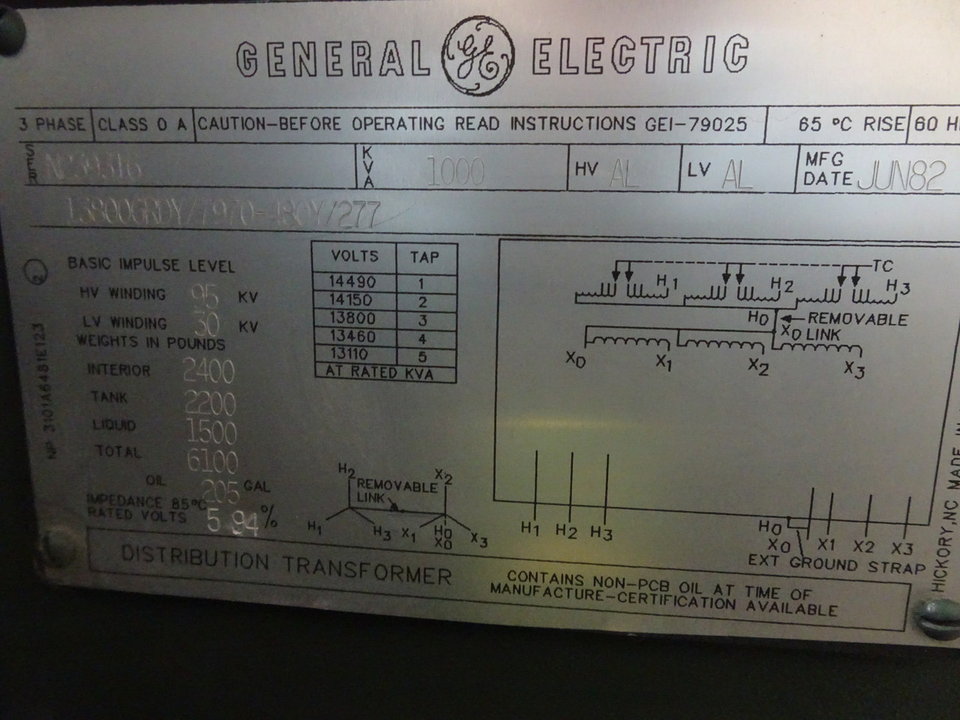 GENERAL GE ELECTRIC
3 PHASE CLASS O A CAUTION-BEFORE OPERATING READ INSTRUCTIONS GEI-79025 65 °C RISE 60
KVA 1000 HV AL LV AL MFG DATE JUN82
BASIC IMPULSE LEVEL
HV WINDING 95 KV
LV WINDING 30 KV
WEIGHTS IN POUNDS
INTERIOR 2400
TANK 2200
LIQUID 1500
TOTAL 6100
OIL 205 GAL
IMPEDANCE 85°C
RATED VOLTS 5.94 %
VOLTS TAP
14490 1
14150 2
13800 3
13460 4
13110 5
AT RATED KVA
TC
H1 H2 H3
H0 REMOVABLE
X0 LINK
X0 X1 X2 X3
H2 X2
REMOVABLE
LINK
H1 H3 X1 H0 X3
X0
H1 H2 H3 H0
X0 X1 X2 X3
EXT GROUND STRAP
DISTRIBUTION TRANSFORMER
CONTAINS NON-PCB OIL AT TIME OF
MANUFACTURE-CERTIFICATION AVAILABLE
HICKORY, NC MADE IN